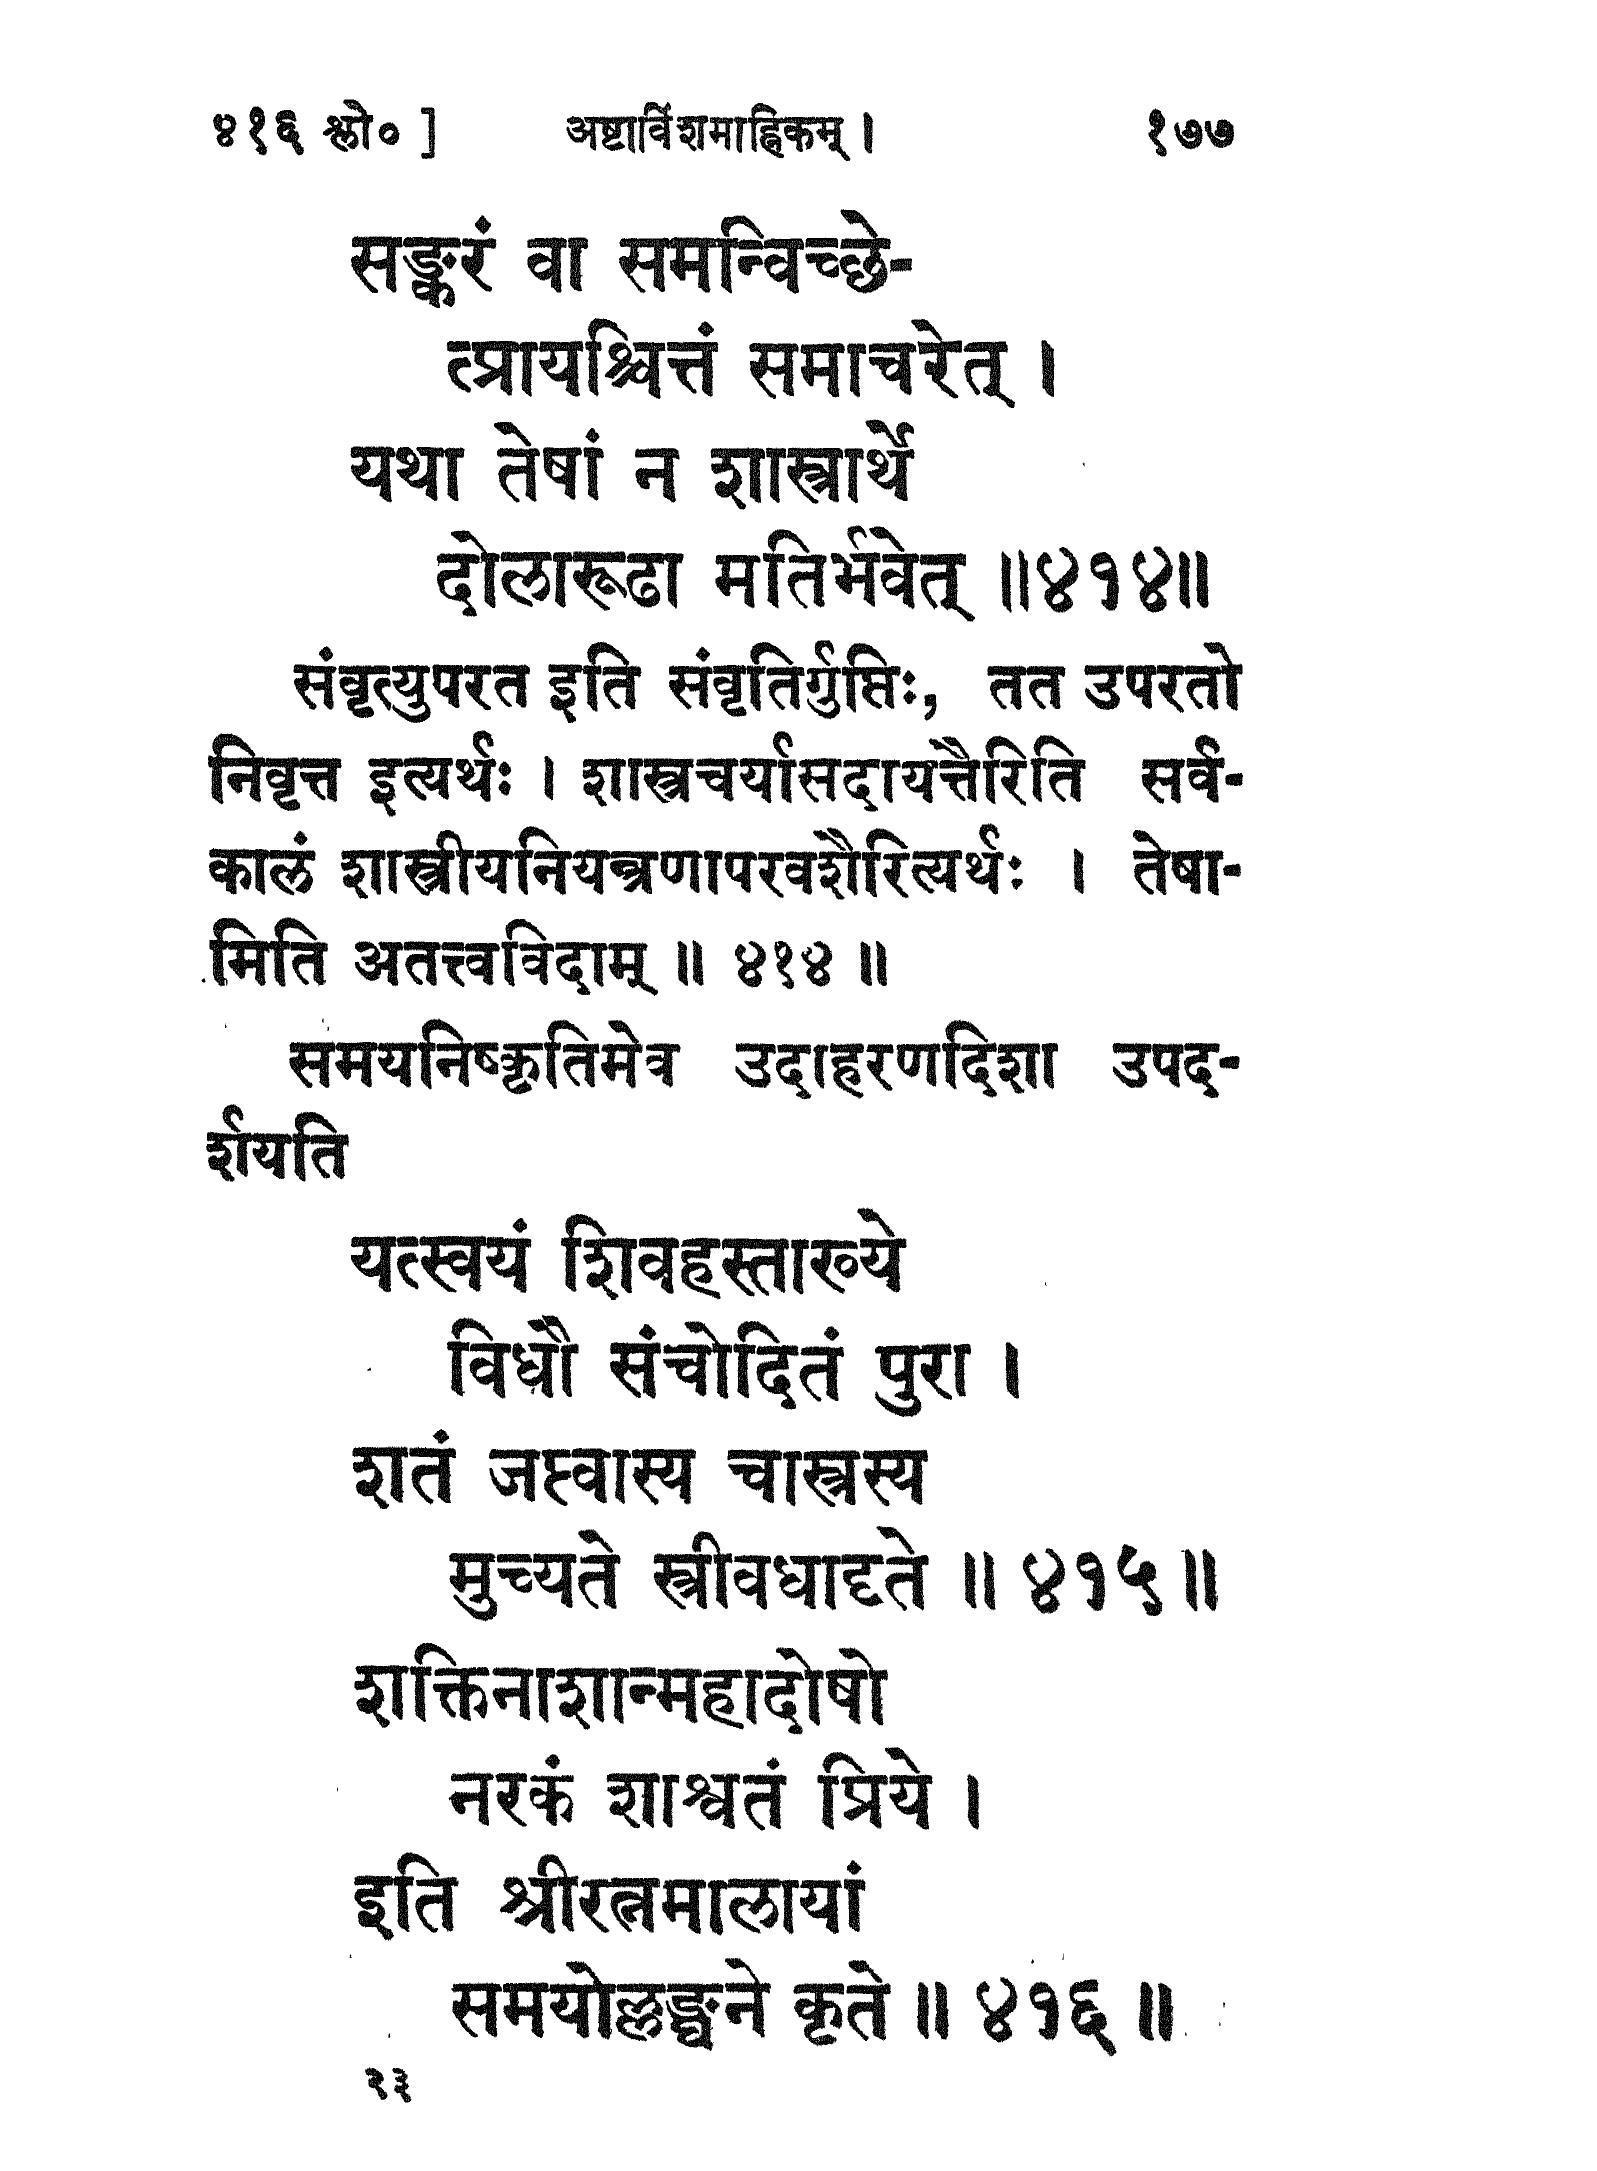 ४१६ श्लो० ] अष्टाविंशमाह्निकम् । १७७
सङ्करं वा समन्विच्छे-
त्प्रायश्चित्तं समाचरेत् ।
यथा तेषां न शास्त्रार्थे
दोलारूढा मतिर्भवेत् ॥४१४॥
संवृत्युपरत इति संवृतिर्गुप्तिः, तत उपरतो
निवृत्त इत्यर्थः । शास्त्रचर्यासदायत्तैरिति सर्व-
कालं शास्त्रीयनियन्त्रणापरवशैरित्यर्थः । तेषा-
मिति अतत्त्वविदाम् ॥ ४१४ ॥
समयनिष्कृतिमेव उदाहरणदिशा उपद-
र्शयति
यत्स्वयं शिवहस्ताख्ये
विधौ संचोदितं पुरा ।
शतं जप्त्वास्य चास्त्रस्य
मुच्यते स्त्रीवधादृते ॥ ४१५ ॥
शक्तिनाशान्महादोषो
नरकं शाश्वतं प्रिये ।
इति श्रीरत्नमालायां
समयोल्लङ्घने कृते ॥ ४१६ ॥
२३